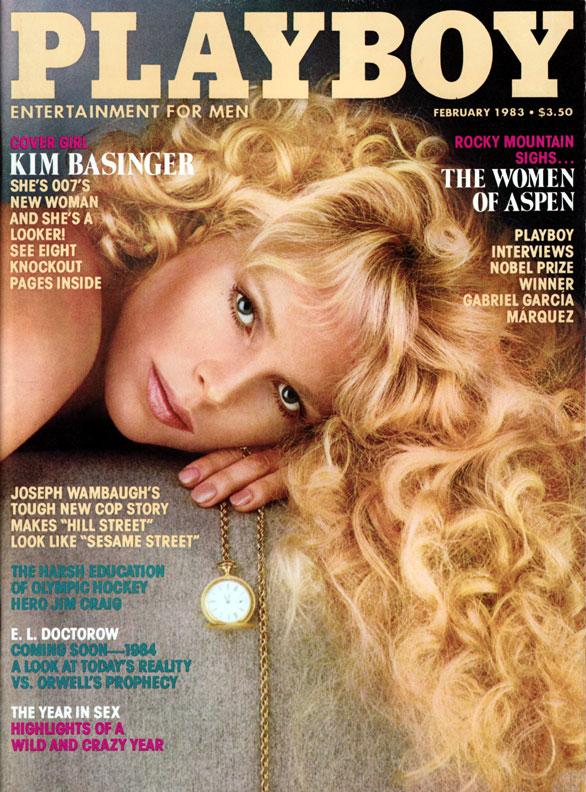 PLAYBOY
ENTERTAINMENT FOR MEN
FEBRUARY 1983 • $3.50
COVER GIRL
KIM BASINGER
SHE'S 007'S
NEW WOMAN
AND SHE'S A
LOOKER!
SEE EIGHT
KNOCKOUT
PAGES INSIDE
ROCKY MOUNTAIN
SIGHS...
THE WOMEN
OF ASPEN
PLAYBOY
INTERVIEWS
NOBEL PRIZE
WINNER
GABRIEL GARCÍA
MÁRQUEZ
JOSEPH WAMBAUGH'S
TOUGH NEW COP STORY
MAKES "HILL STREET"
LOOK LIKE "SESAME STREET"
THE HARSH EDUCATION
OF OLYMPIC HOCKEY
HERO JIM CRAIG
E. L. DOCTOROW
COMING SOON—1984
A LOOK AT TODAY'S REALITY
VS. ORWELL'S PROPHECY
THE YEAR IN SEX
HIGHLIGHTS OF A
WILD AND CRAZY YEAR